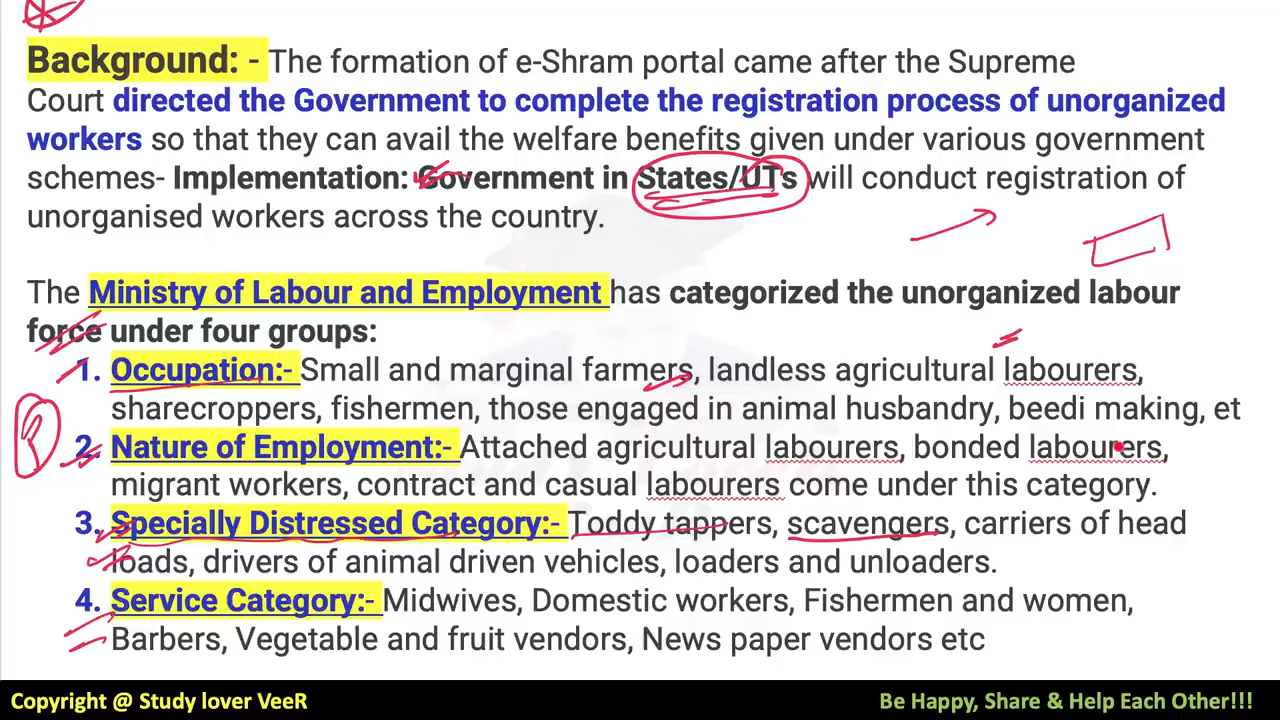 Background: - The formation of e-Shram portal came after the Supreme
Court directed the Government to complete the registration process of unorganized
workers so that they can avail the welfare benefits given under various government
schemes- Implementation: Government in States/UTs will conduct registration of
unorganised workers across the country.
The Ministry of Labour and Employment has categorized the unorganized labour
force under four groups:
1. Occupation:- Small and marginal farmers, landless agricultural labourers,
sharecroppers, fishermen, those engaged in animal husbandry, beedi making, et
2. Nature of Employment:- Attached agricultural labourers, bonded labourers,
migrant workers, contract and casual labourers come under this category.
3. Specially Distressed Category:- Toddy tappers, scavengers, carriers of head
loads, drivers of animal driven vehicles, loaders and unloaders.
4. Service Category:- Midwives, Domestic workers, Fishermen and women,
Barbers, Vegetable and fruit vendors, News paper vendors etc
Copyright @ Study lover VeeR
Be Happy, Share & Help Each Other!!!